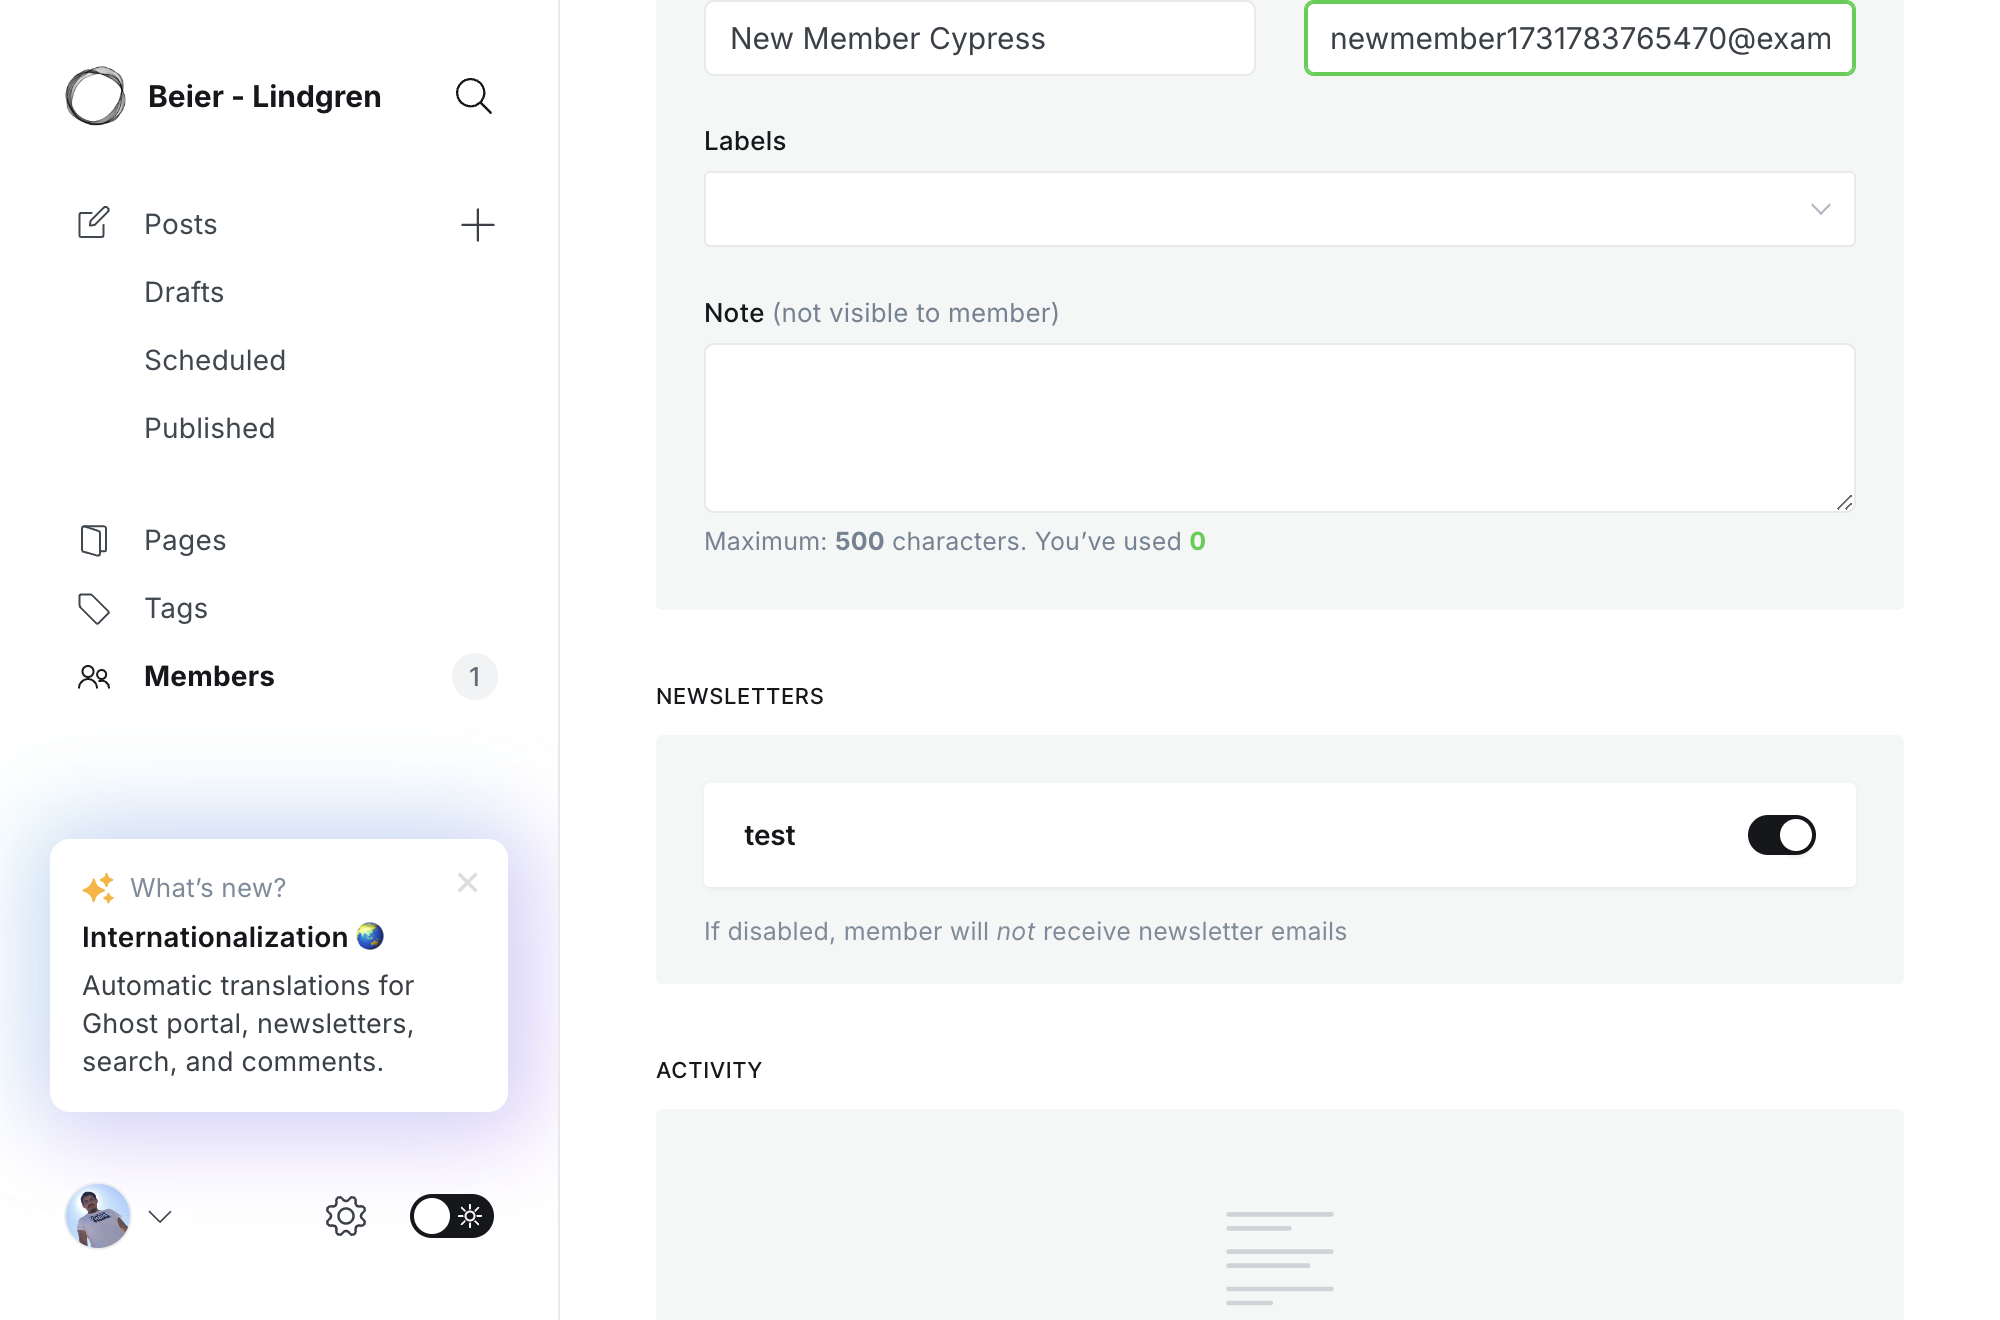 Beier - Lindgren
Posts
Drafts
Scheduled
Published
Pages
Tags
Members 1
What’s new?
Internationalization
Automatic translations for
Ghost portal, newsletters,
search, and comments.
New Member Cypress
newmember1731783765470@exam
Labels
Note (not visible to member)
Maximum: 500 characters. You’ve used 0
NEWSLETTERS
test
If disabled, member will not receive newsletter emails
ACTIVITY